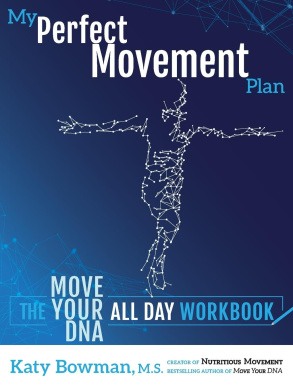 My
Perfect
Movement
Plan
MOVE
THE YOUR ALL DAY WORKBOOK
DNA
Katy Bowman, M.S. CREATOR OF NUTRITIOUS MOVEMENT
BESTSELLING AUTHOR OF MOVE YOUR DNA